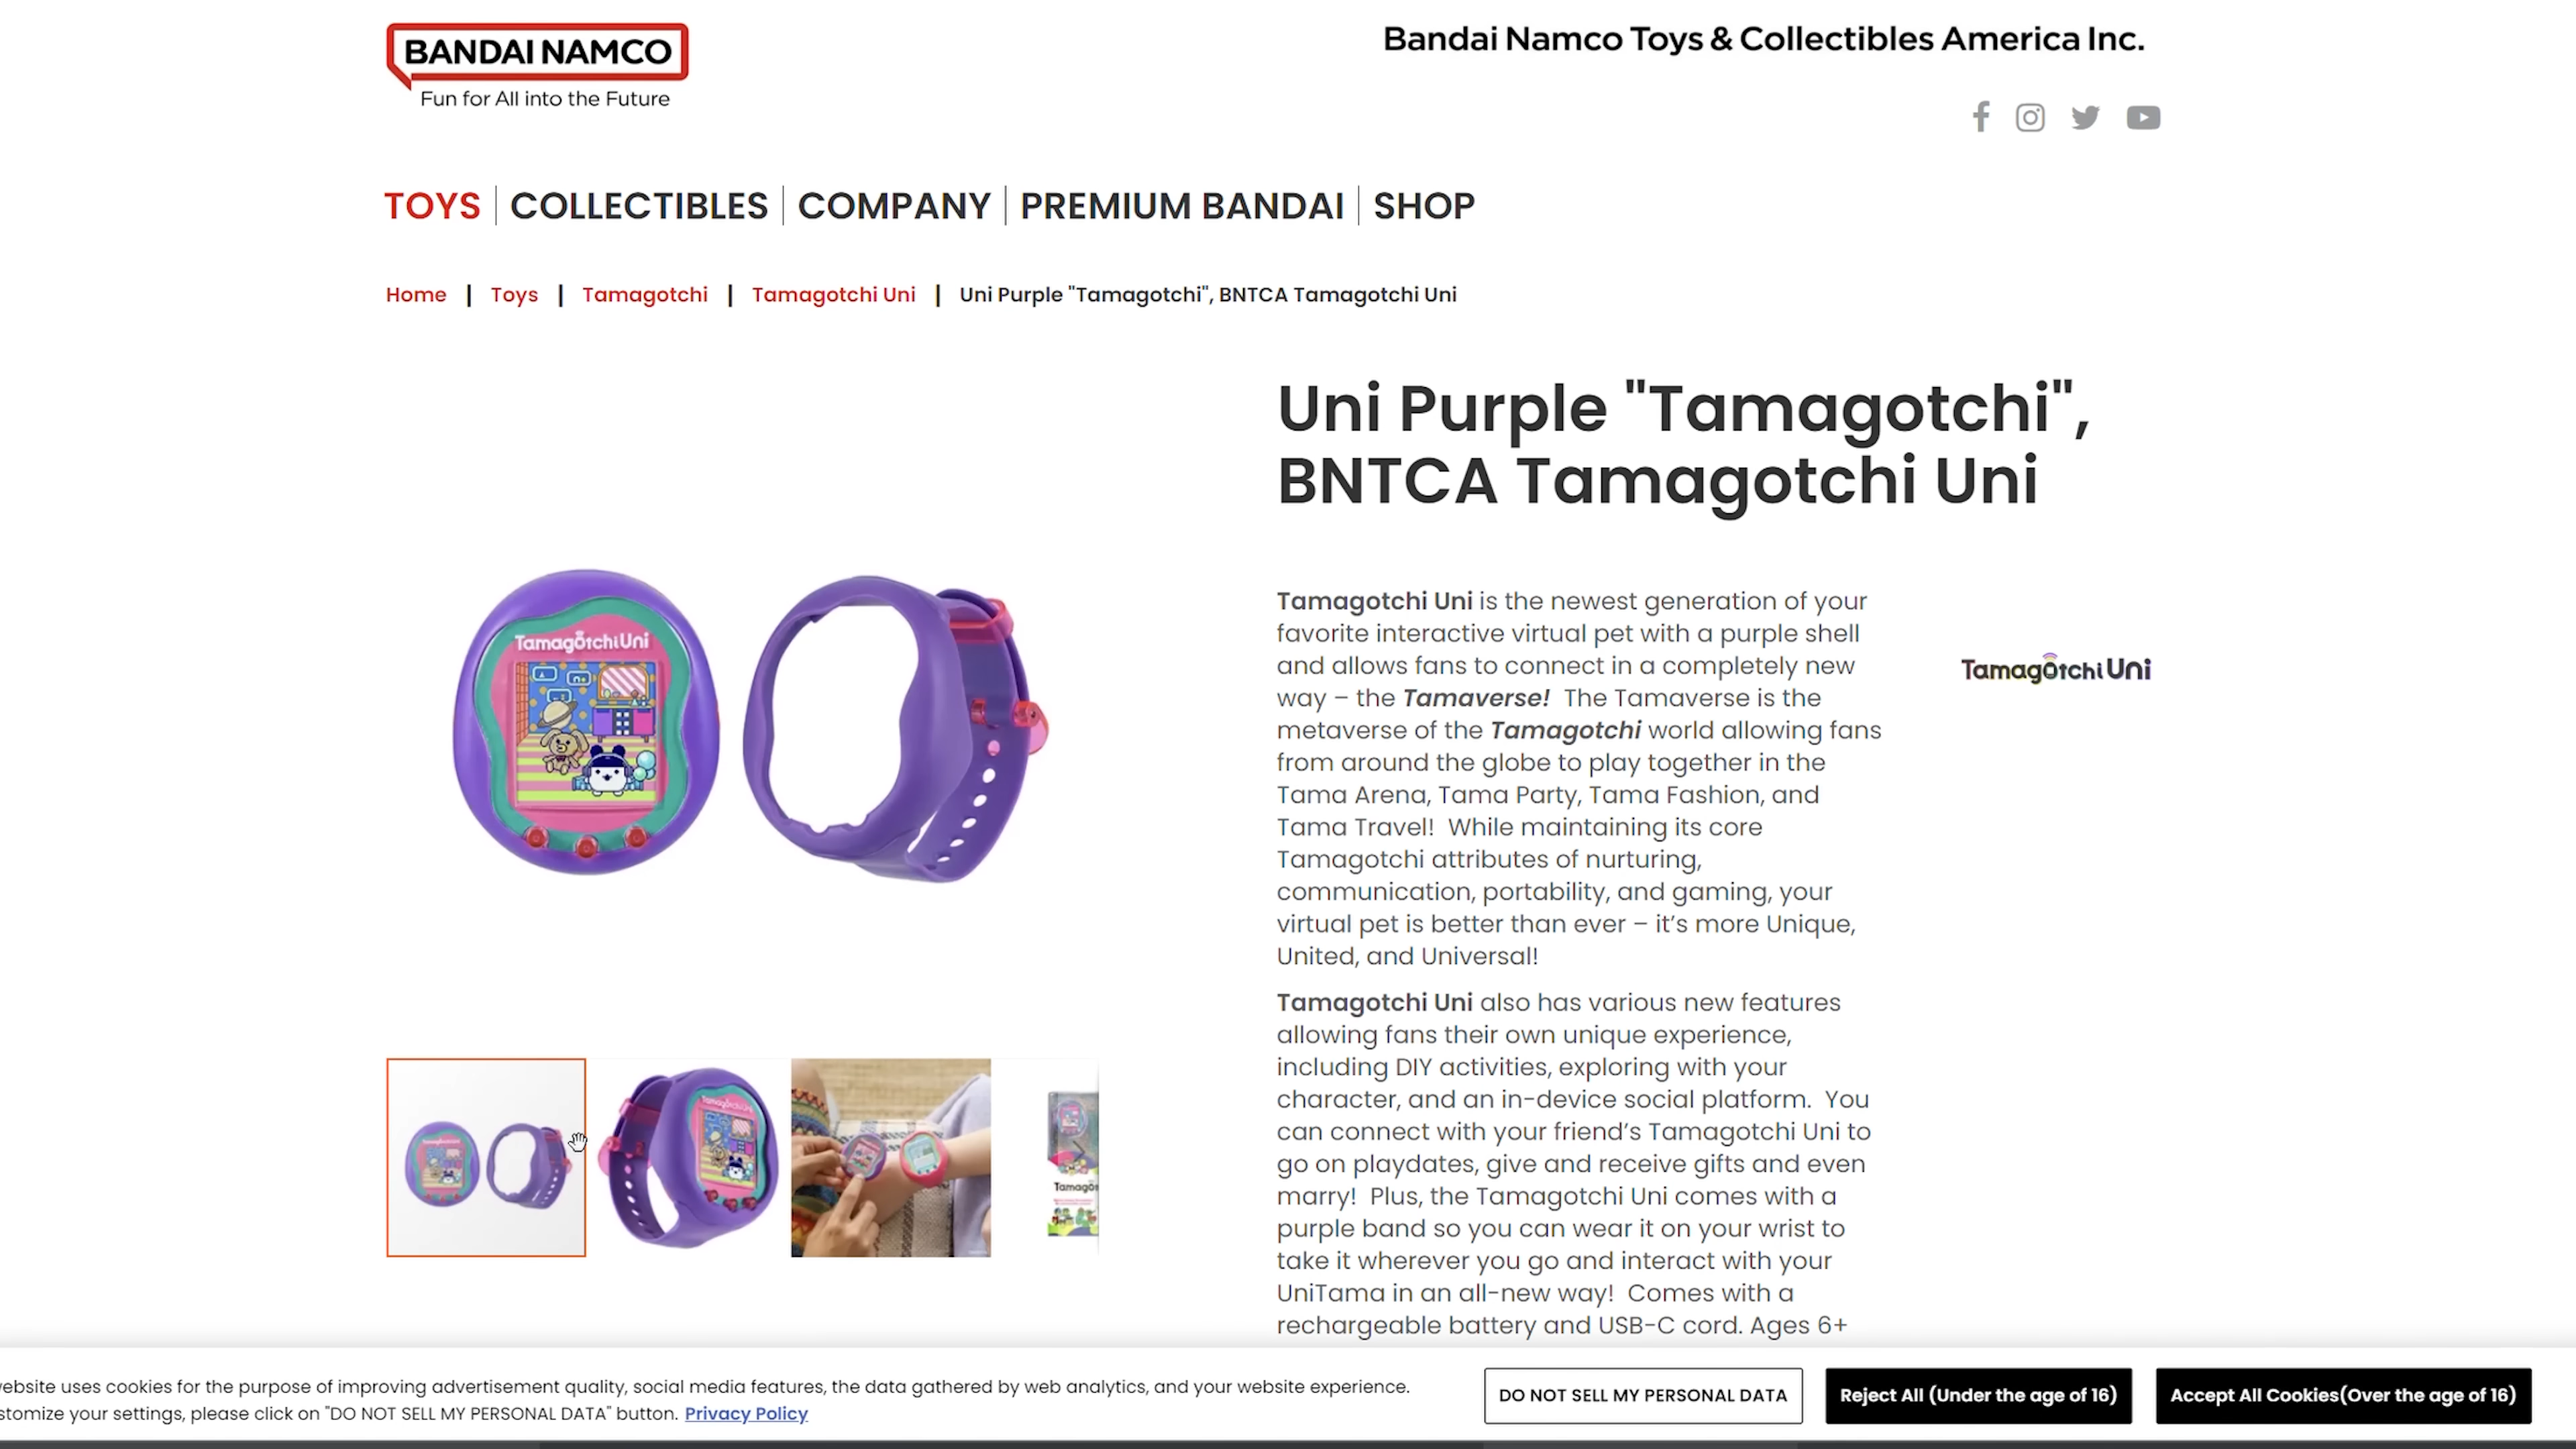 BANDAI NAMCO
Fun for All into the Future
Bandai Namco Toys & Collectibles America Inc.
TOYS
COLLECTIBLES
COMPANY
PREMIUM BANDAI
SHOP
Home | Toys | Tamagotchi | Tamagotchi Uni | Uni Purple "Tamagotchi", BNTCA Tamagotchi Uni
Tamagotchi Uni
Uni Purple "Tamagotchi",
BNTCA Tamagotchi Uni
Tamagotchi Uni is the newest generation of your
favorite interactive virtual pet with a purple shell
and allows fans to connect in a completely new
way – the Tamaverse! The Tamaverse is the
metaverse of the Tamagotchi world allowing fans
from around the globe to play together in the
Tama Arena, Tama Party, Tama Fashion, and
Tama Travel! While maintaining its core
Tamagotchi attributes of nurturing,
communication, portability, and gaming, your
virtual pet is better than ever – it’s more Unique,
United, and Universal!
Tamagotchi Uni also has various new features
allowing fans their own unique experience,
including DIY activities, exploring with your
character, and an in-device social platform. You
can connect with your friend’s Tamagotchi Uni to
go on playdates, give and receive gifts and even
marry! Plus, the Tamagotchi Uni comes with a
purple band so you can wear it on your wrist to
take it wherever you go and interact with your
UniTama in an all-new way! Comes with a
rechargeable battery and USB-C cord. Ages 6+
Tamagotchi Uni
Tamago
ebsite uses cookies for the purpose of improving advertisement quality, social media features, the data gathered by web analytics, and your website experience.
stomize your settings, please click on "DO NOT SELL MY PERSONAL DATA" button. Privacy Policy
DO NOT SELL MY PERSONAL DATA
Reject All (Under the age of 16)
Accept All Cookies(Over the age of 16)